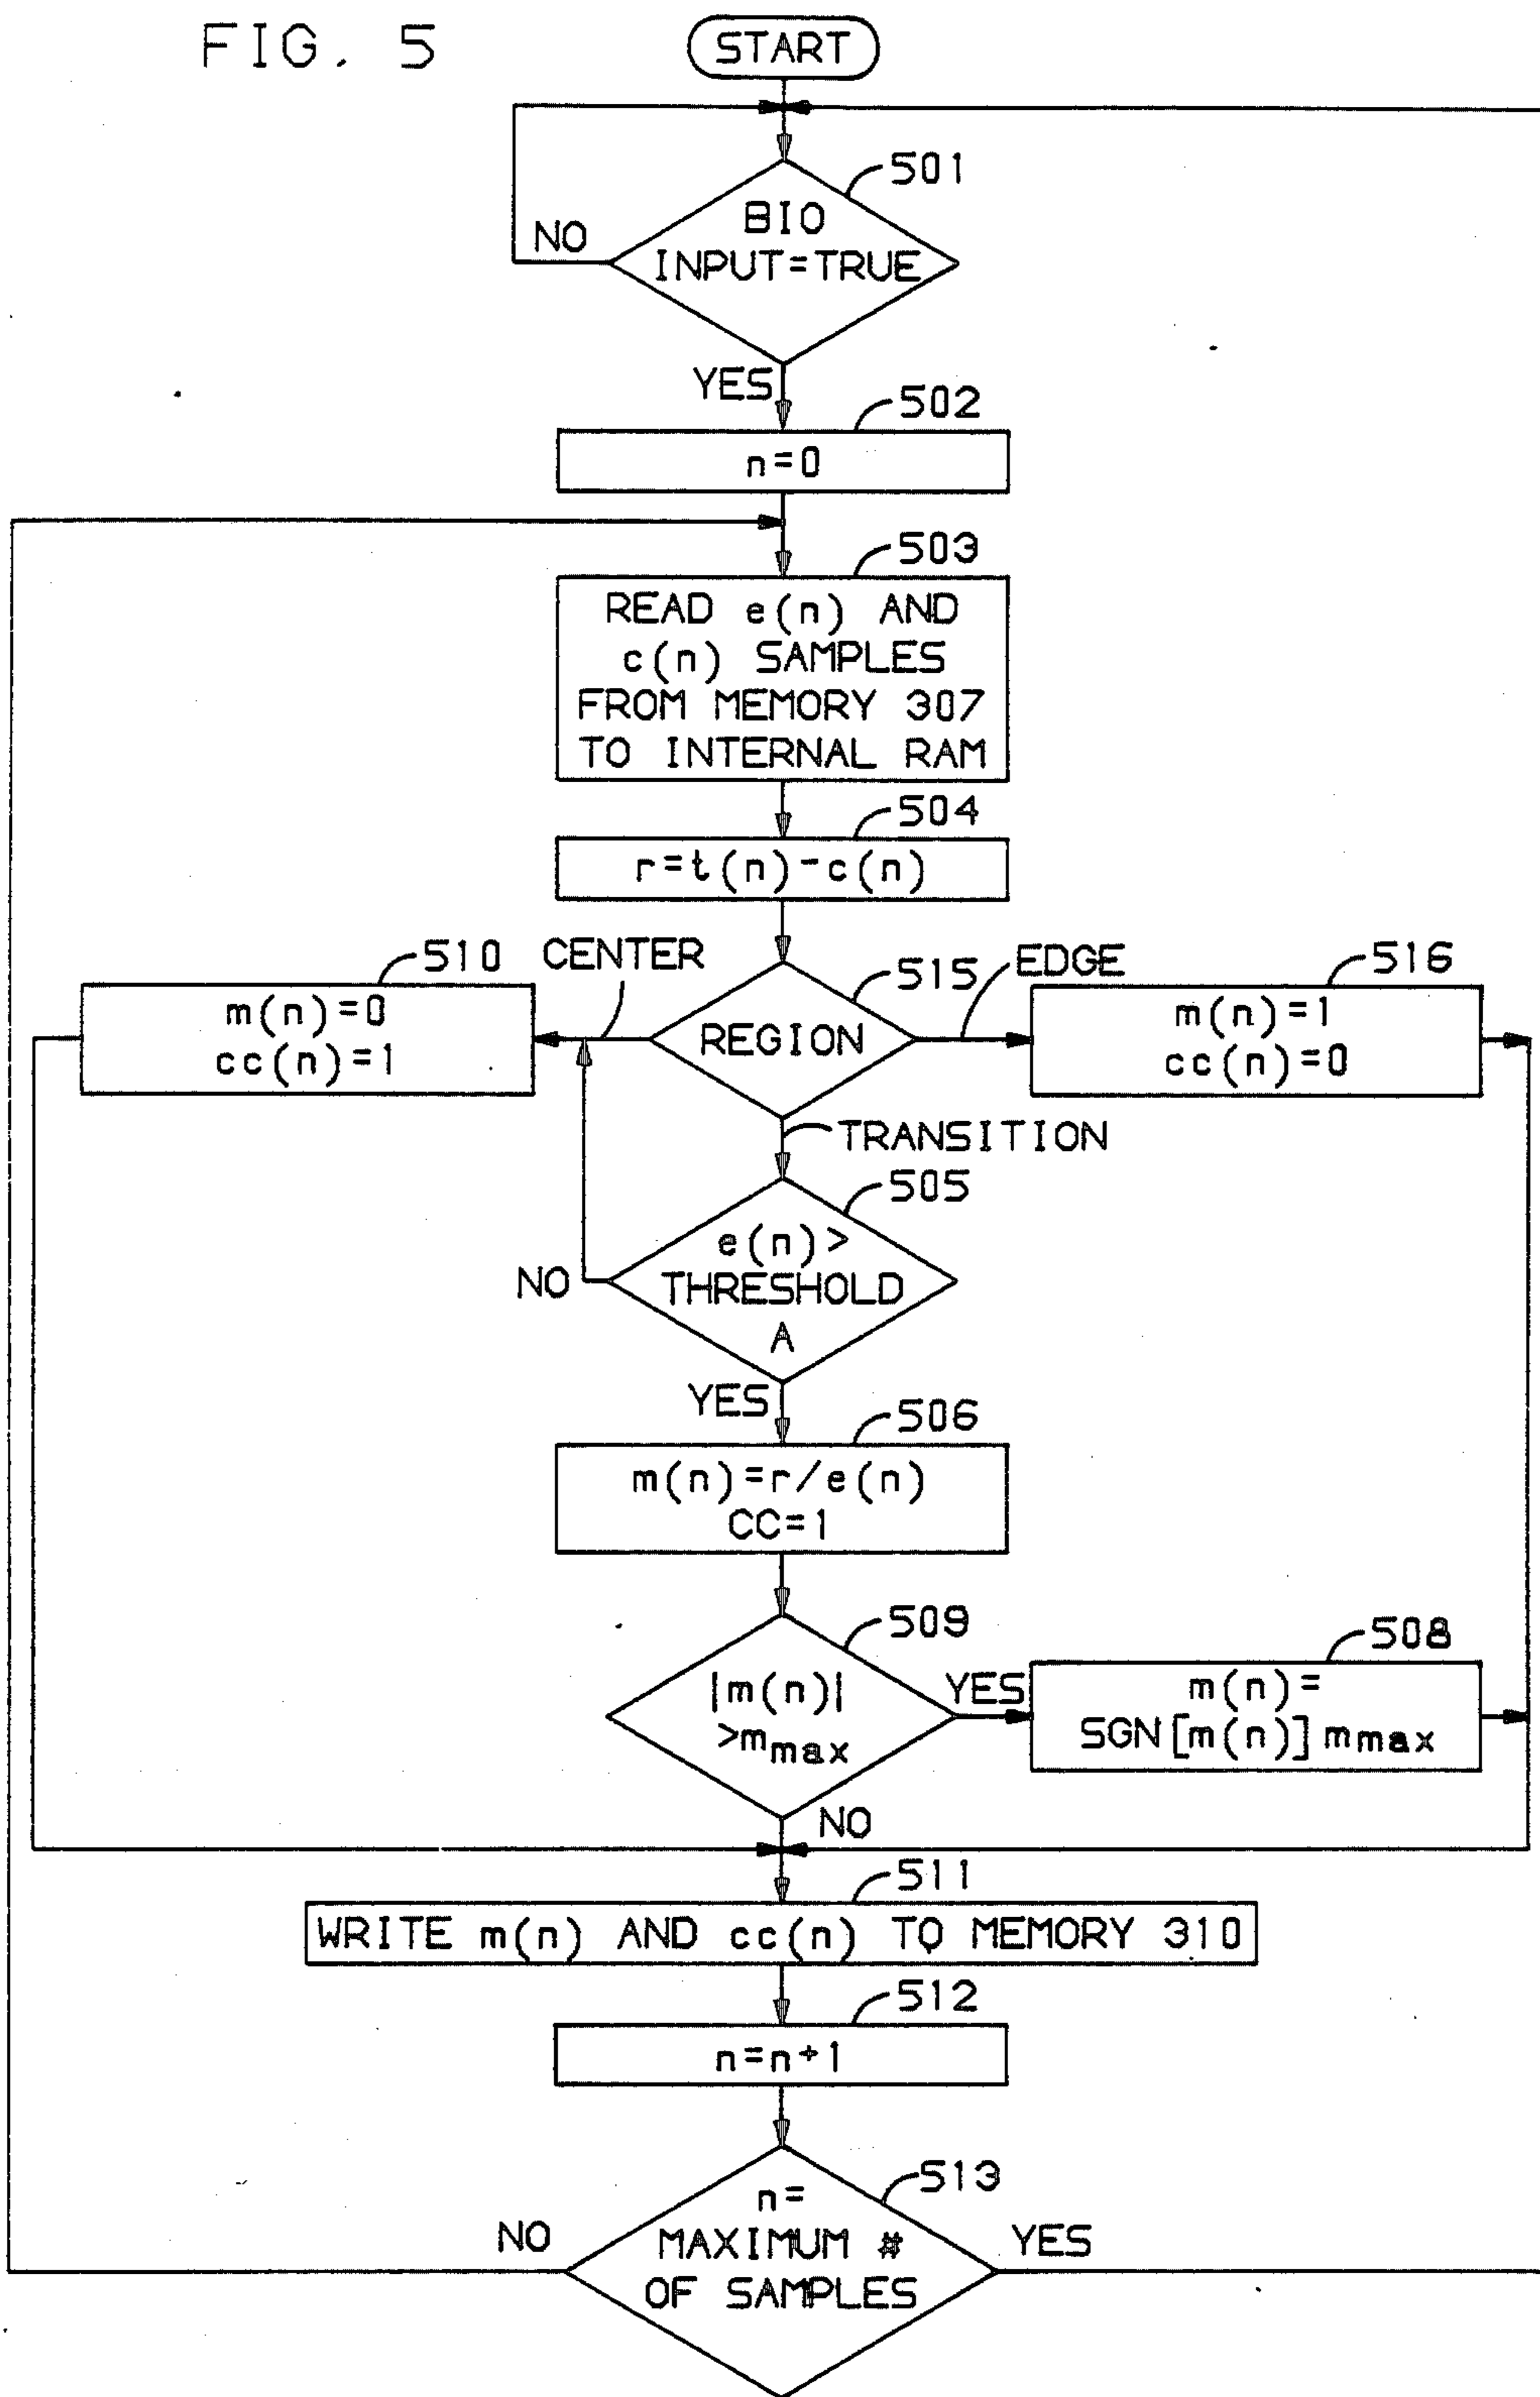 FIG. 5
START
501
BIO
INPUT=TRUE
NO
YES
502
n=0
503
READ e(n) AND
c(n) SAMPLES
FROM MEMORY 307
TO INTERNAL RAM
504
r=t(n)-c(n)
510
CENTER
515
EDGE
516
m(n)=0
cc(n)=1
REGION
m(n)=1
cc(n)=0
TRANSITION
505
e(n)>
THRESHOLD
A
NO
YES
506
m(n)=r/e(n)
CC=1
509
|m(n)|
>mmax
YES
508
m(n)=
SGN[m(n)]mmax
NO
511
WRITE m(n) AND cc(n) TO MEMORY 310
512
n=n+1
513
n=
MAXIMUM #
OF SAMPLES
NO
YES